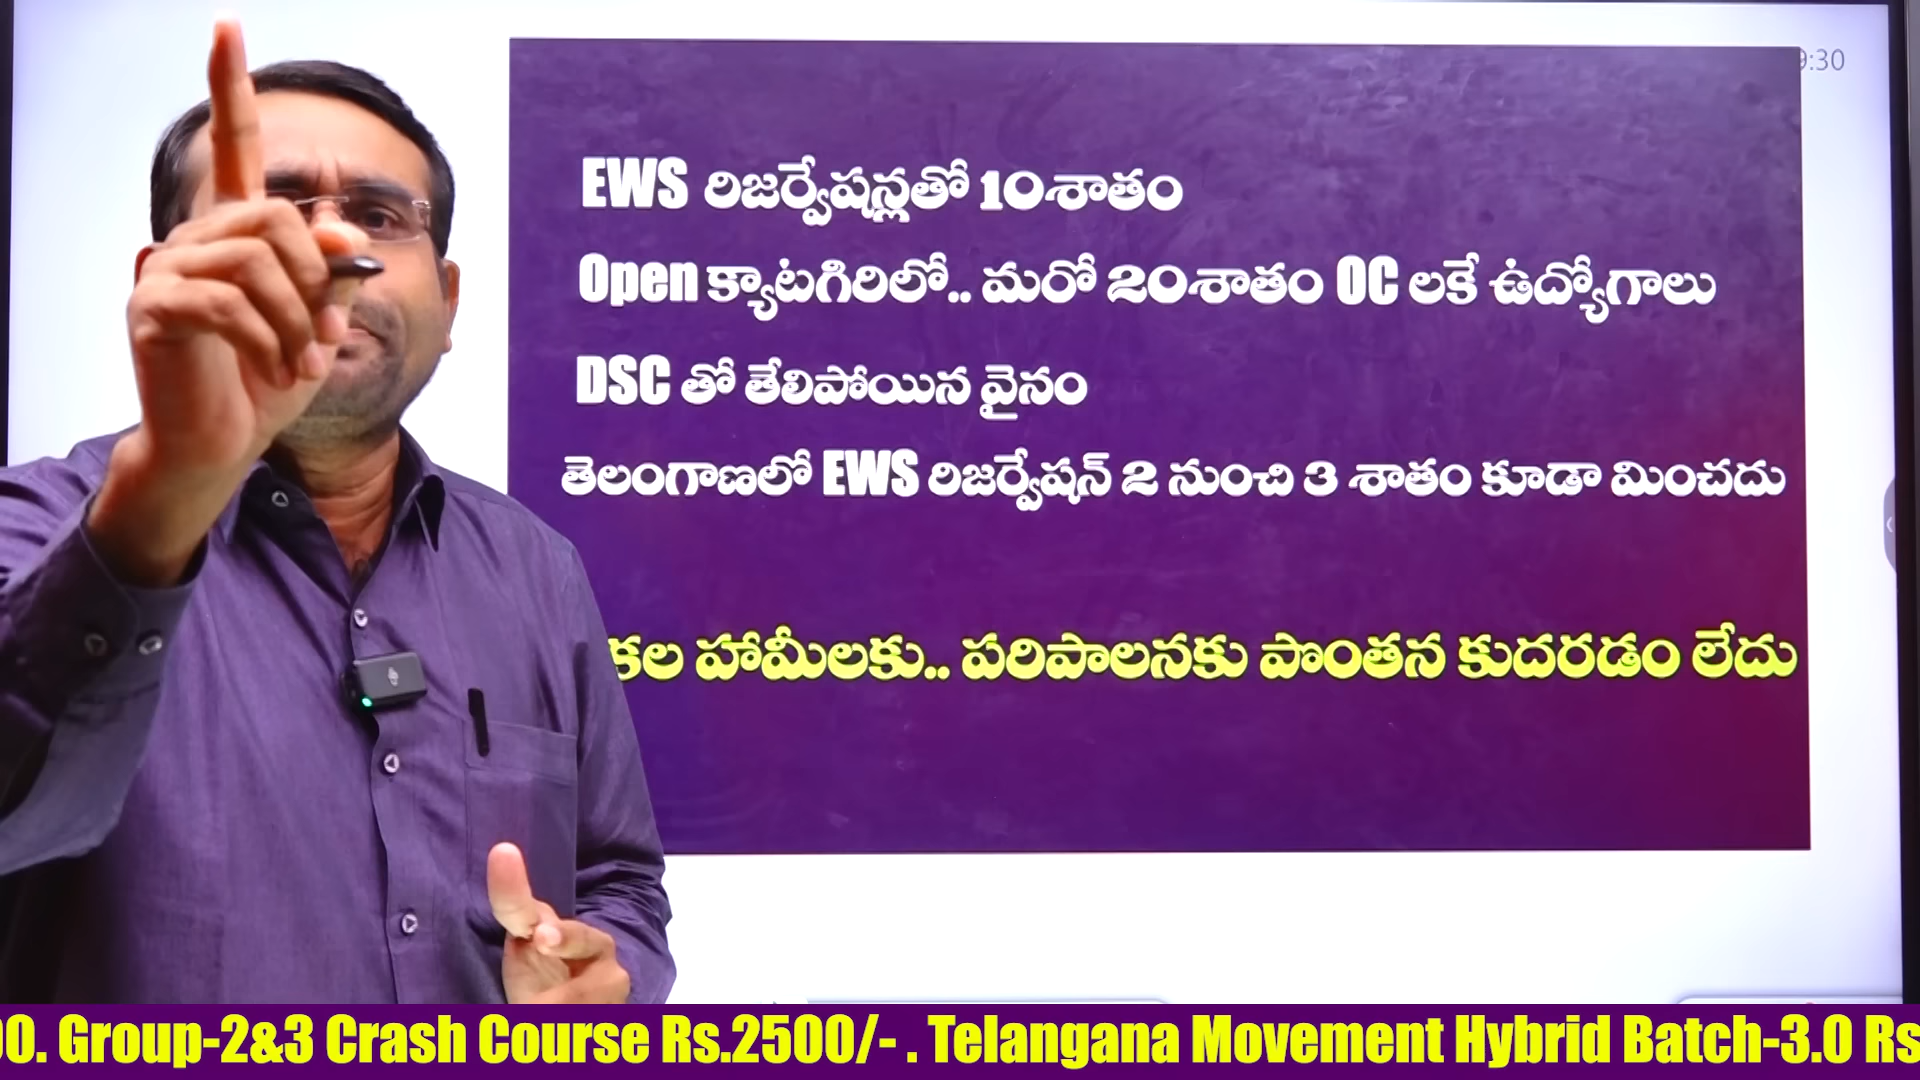 9:30
EWS రిజర్వేషన్లతో 10శాతం
Open క్యాటగిరిలో.. మరో 20శాతం OC లకే ఉద్యోగాలు
DSC తో తేలిపోయిన వైనం
తెలంగాణలో EWS రిజర్వేషన్ 2 నుంచి 3 శాతం కూడా మించదు
హామీలకు.. పరిపాలనకు పొంతన కుదరడం లేదు
00. Group-2&3 Crash Course Rs.2500/- . Telangana Movement Hybrid Batch-3.0 Rs